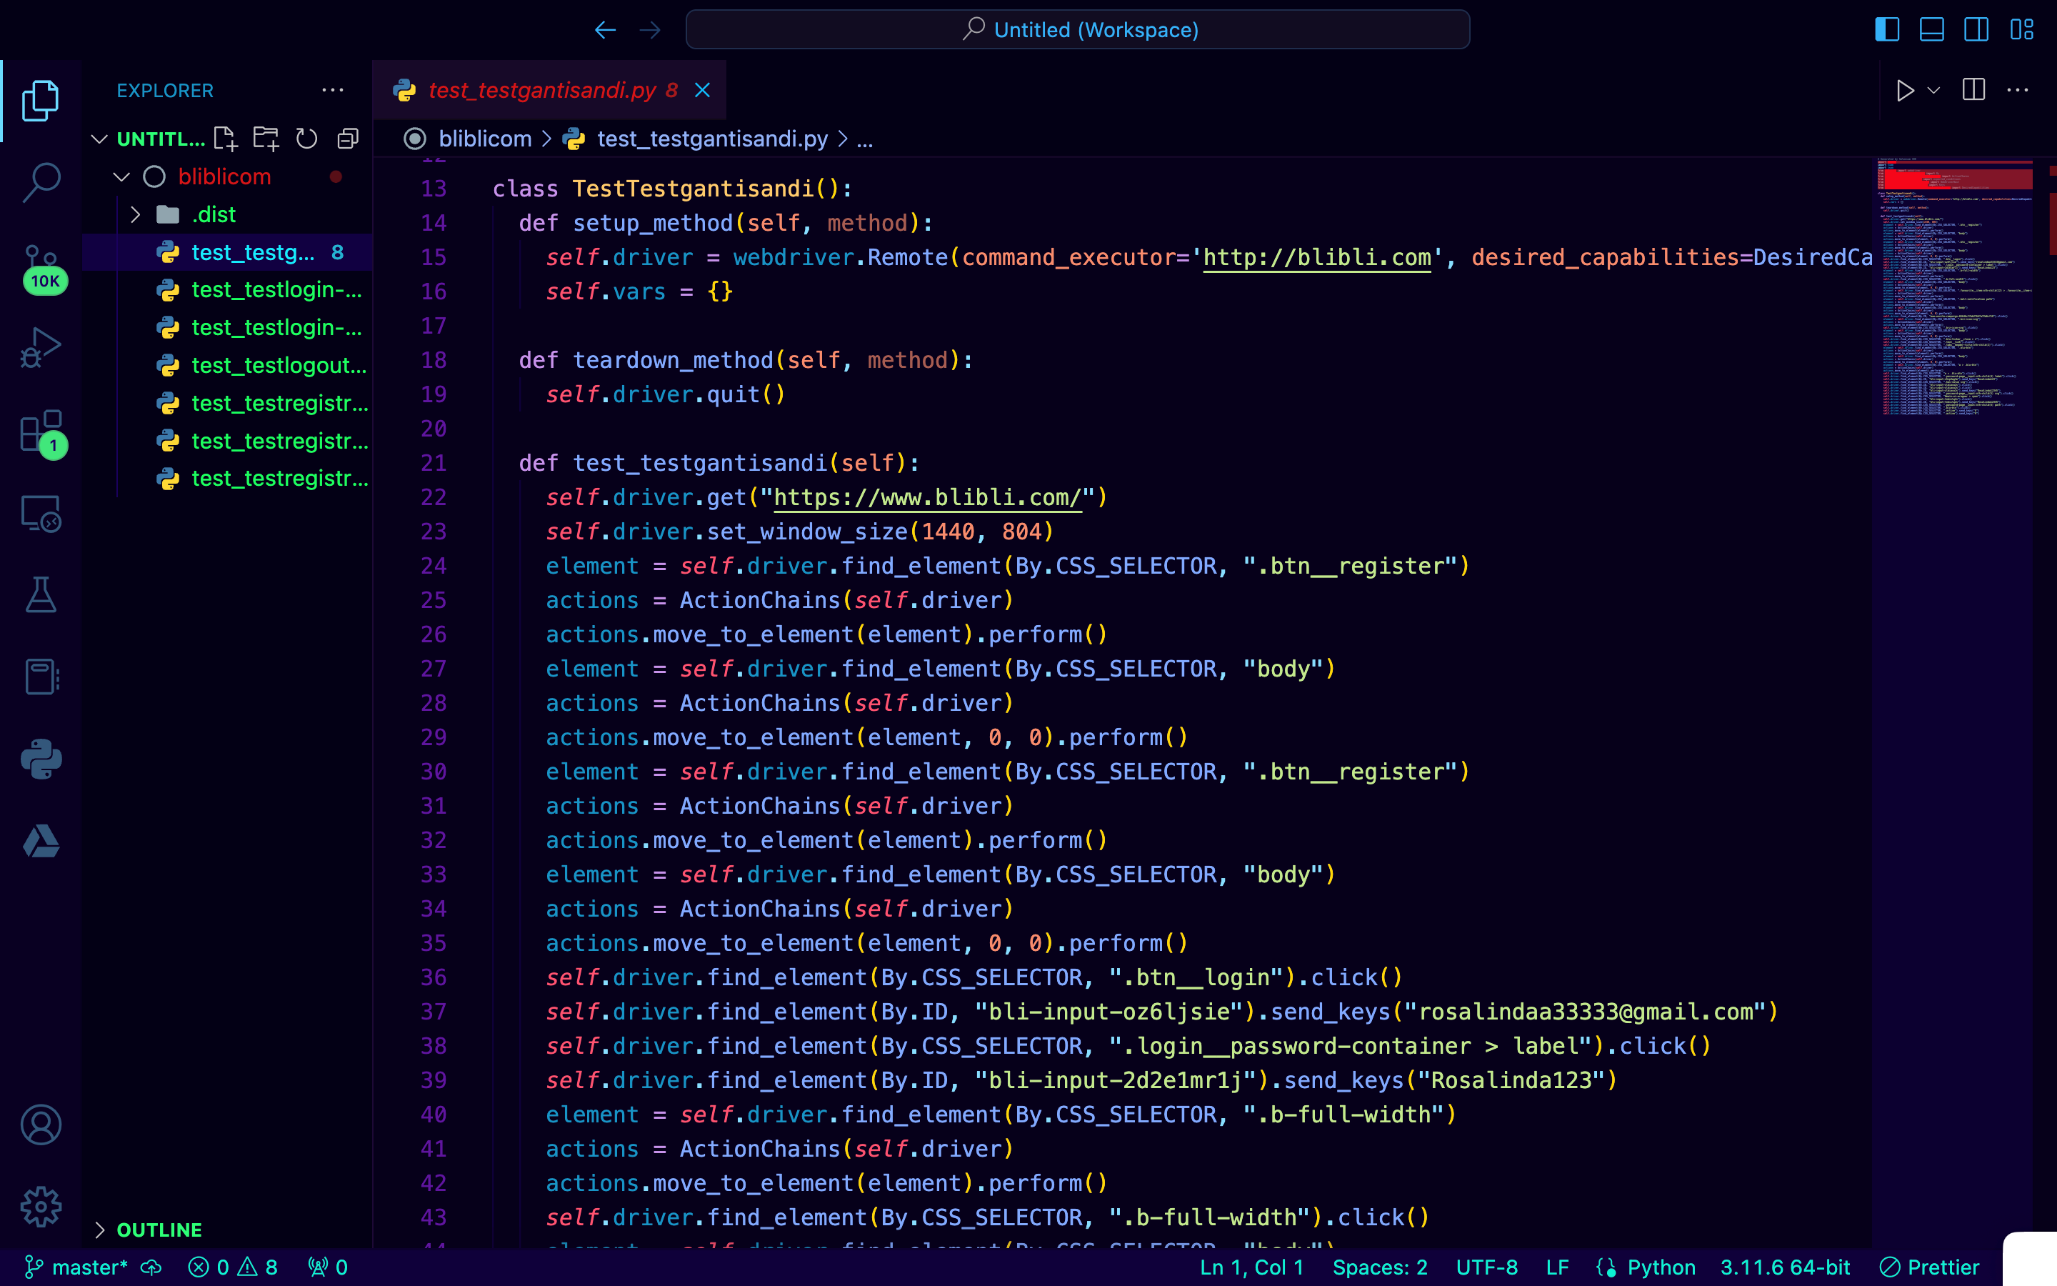 Untitled (Workspace)
EXPLORER
test_testgantisandi.py 8
UNTITL...
bliblicom
.dist
test_testg... 8
test_testlogin-...
test_testlogin-...
test_testlogout...
test_testregistr...
test_testregistr...
test_testregistr...
10K
1
OUTLINE
bliblicom > test_testgantisandi.py > ...
12
13 class TestTestgantisandi():
14 def setup_method(self, method):
15 self.driver = webdriver.Remote(command_executor='http://blibli.com', desired_capabilities=DesiredCa
16 self.vars = {}
17
18 def teardown_method(self, method):
19 self.driver.quit()
20
21 def test_testgantisandi(self):
22 self.driver.get("https://www.blibli.com/")
23 self.driver.set_window_size(1440, 804)
24 element = self.driver.find_element(By.CSS_SELECTOR, ".btn__register")
25 actions = ActionChains(self.driver)
26 actions.move_to_element(element).perform()
27 element = self.driver.find_element(By.CSS_SELECTOR, "body")
28 actions = ActionChains(self.driver)
29 actions.move_to_element(element, 0, 0).perform()
30 element = self.driver.find_element(By.CSS_SELECTOR, ".btn__register")
31 actions = ActionChains(self.driver)
32 actions.move_to_element(element).perform()
33 element = self.driver.find_element(By.CSS_SELECTOR, "body")
34 actions = ActionChains(self.driver)
35 actions.move_to_element(element, 0, 0).perform()
36 self.driver.find_element(By.CSS_SELECTOR, ".btn__login").click()
37 self.driver.find_element(By.ID, "bli-input-oz6ljsie").send_keys("rosalindaa33333@gmail.com")
38 self.driver.find_element(By.CSS_SELECTOR, ".login__password-container > label").click()
39 self.driver.find_element(By.ID, "bli-input-2d2e1mr1j").send_keys("Rosalinda123")
40 element = self.driver.find_element(By.CSS_SELECTOR, ".b-full-width")
41 actions = ActionChains(self.driver)
42 actions.move_to_element(element).perform()
43 self.driver.find_element(By.CSS_SELECTOR, ".b-full-width").click()
44 element = self.driver.find_element(By.CSS_SELECTOR, "body")
master* 0 8 0 Ln 1, Col 1 Spaces: 2 UTF-8 LF Python 3.11.6 64-bit Prettier